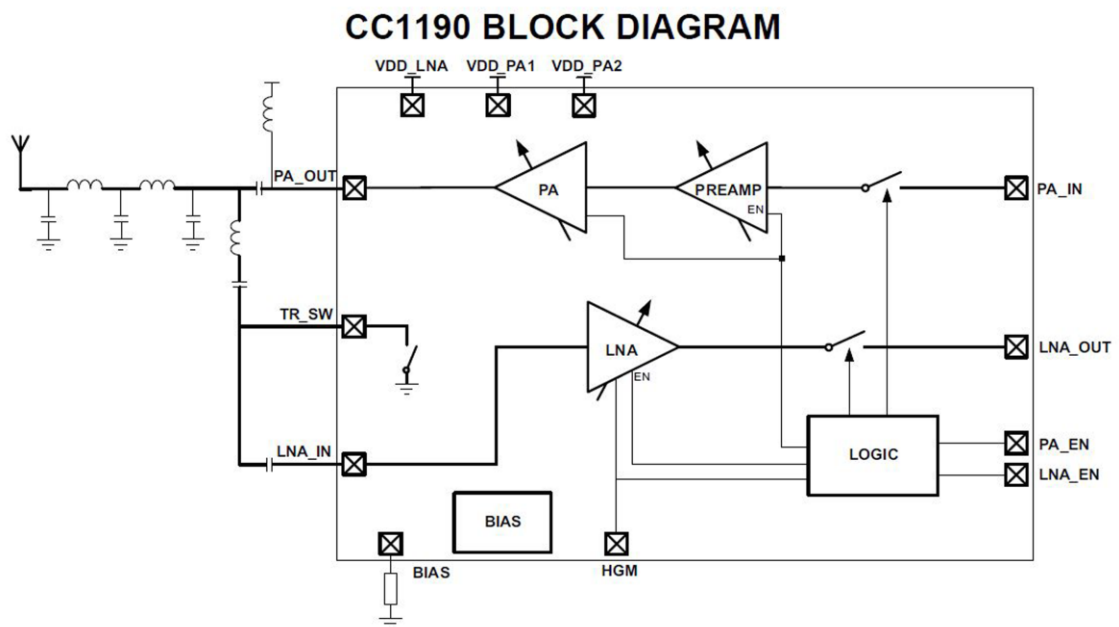 CC1190 BLOCK DIAGRAM
VDD_LNA
VDD_PA1
VDD_PA2
PA_OUT
PA
PREAMP
EN
PA_IN
TR_SW
LNA
EN
LNA_OUT
LNA_IN
LOGIC
PA_EN
LNA_EN
BIAS
BIAS
HGM